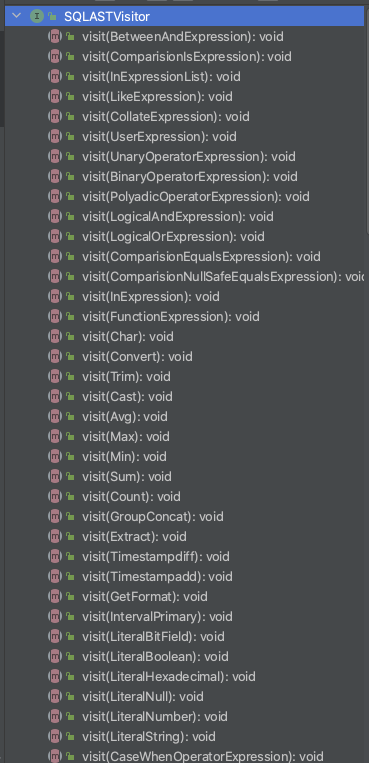 SQLASTVisitor
visit(BetweenAndExpression): void
visit(ComparisionIsExpression): void
visit(InExpressionList): void
visit(LikeExpression): void
visit(CollateExpression): void
visit(UserExpression): void
visit(UnaryOperatorExpression): void
visit(BinaryOperatorExpression): void
visit(PolyadicOperatorExpression): void
visit(LogicalAndExpression): void
visit(LogicalOrExpression): void
visit(ComparisionEqualsExpression): void
visit(ComparisionNullSafeEqualsExpression): void
visit(InExpression): void
visit(FunctionExpression): void
visit(Char): void
visit(Convert): void
visit(Trim): void
visit(Cast): void
visit(Avg): void
visit(Max): void
visit(Min): void
visit(Sum): void
visit(Count): void
visit(GroupConcat): void
visit(Extract): void
visit(Timestampdiff): void
visit(Timestampadd): void
visit(GetFormat): void
visit(IntervalPrimary): void
visit(LiteralBitField): void
visit(LiteralBoolean): void
visit(LiteralHexadecimal): void
visit(LiteralNull): void
visit(LiteralNumber): void
visit(LiteralString): void
visit(CaseWhenOperatorExpression): void